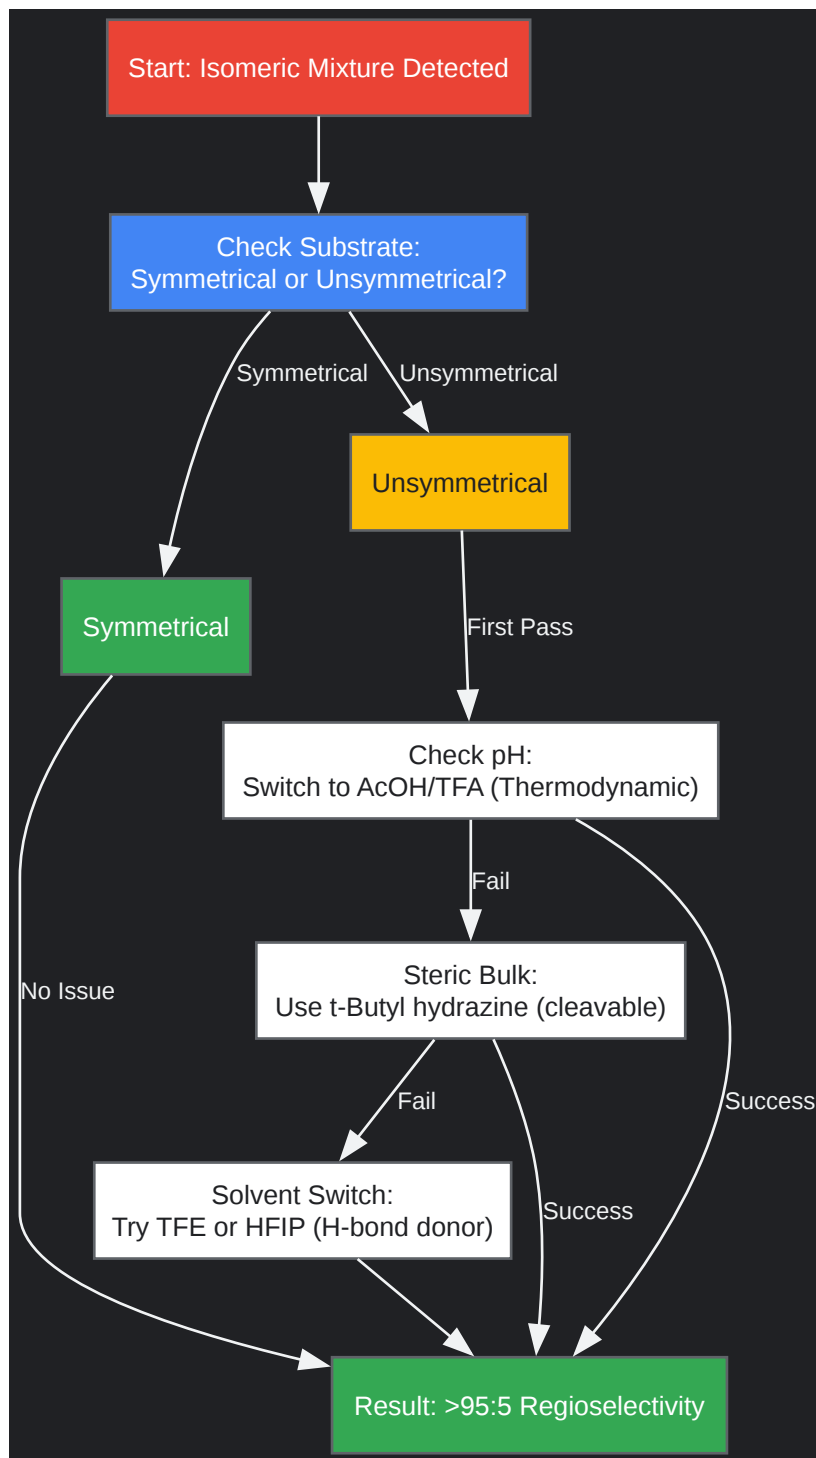 Start: Isomeric Mixture Detected
Check Substrate:
Symmetrical or Unsymmetrical?
Symmetrical
Unsymmetrical
Unsymmetrical
Symmetrical
First Pass
Check pH:
Switch to AcOH/TFA (Thermodynamic)
Fail
Steric Bulk:
Use t-Butyl hydrazine (cleavable)
No Issue
Fail
Success
Solvent Switch:
Try TFE or HFIP (H-bond donor)
Success
Result: >95:5 Regioselectivity